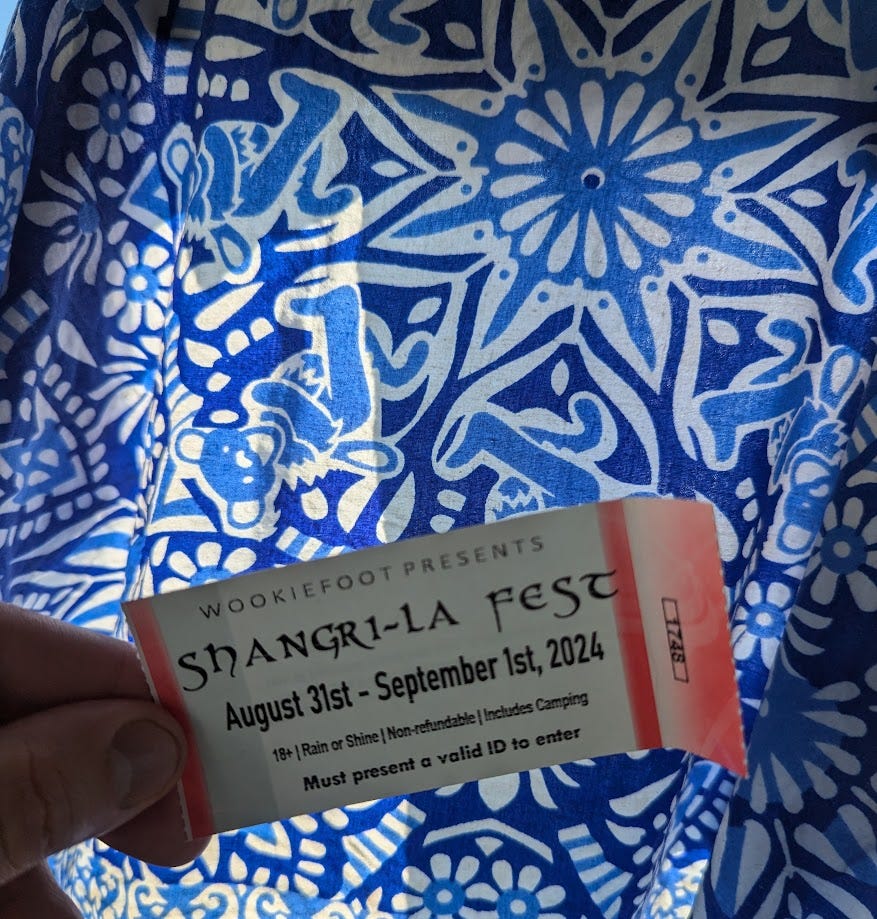 WOOKIEFOOT PRESENTS
SHANGRI-LA FEST
August 31st - September 1st, 2024
18+ | Rain or Shine | Non-refundable | Includes Camping
Must present a valid ID to enter
1748